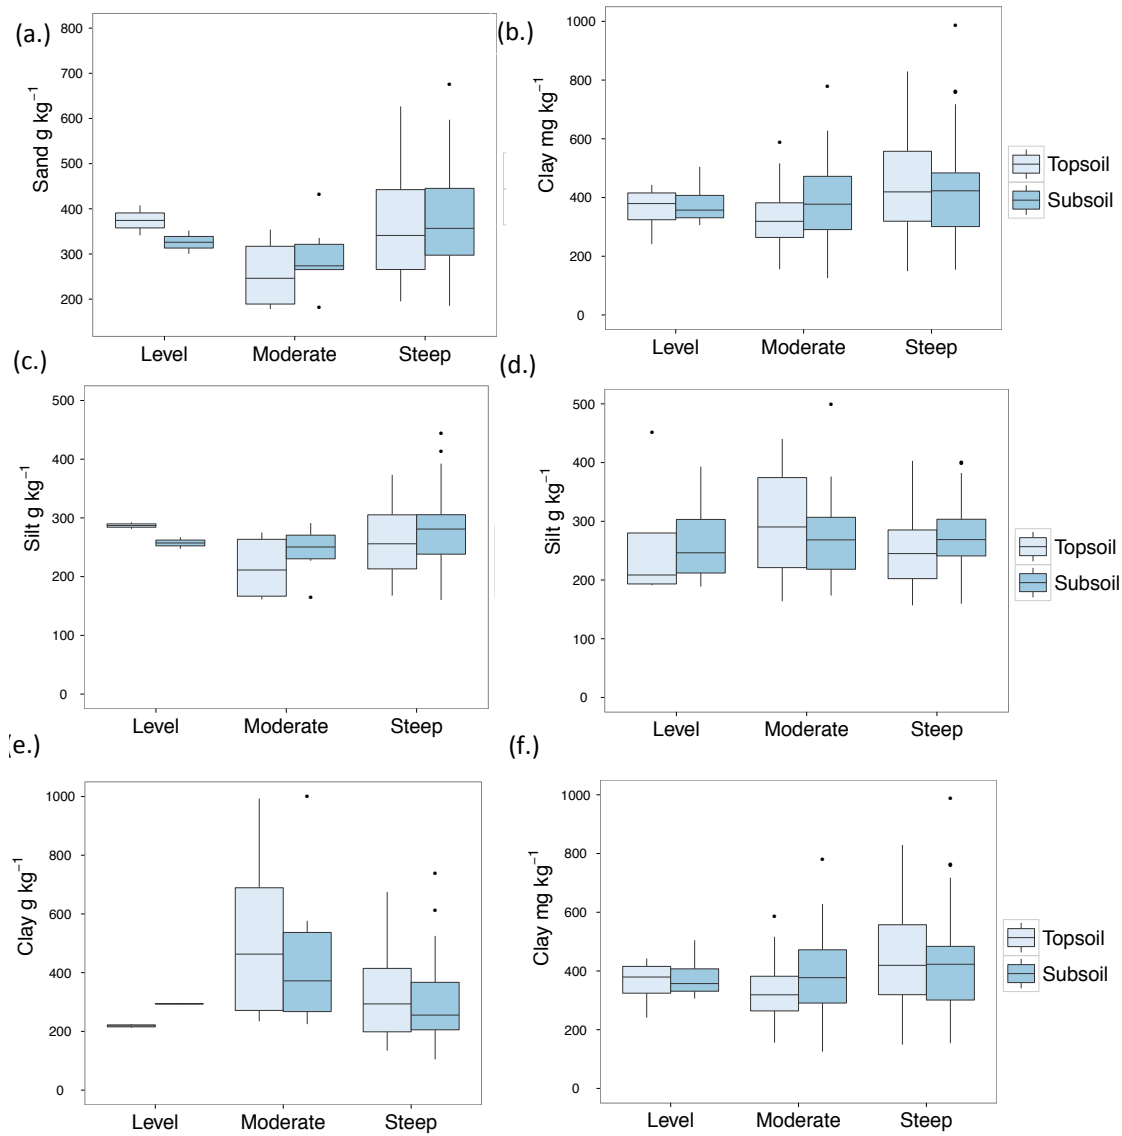 (a.)
Sand g kg⁻¹
800
700
600
500
400
300
200
Level Moderate Steep
(b.)
Clay mg kg⁻¹
1000
800
600
400
200
0
Level Moderate Steep
Topsoil
Subsoil
(c.)
Silt g kg⁻¹
500
400
300
200
100
0
Level Moderate Steep
(d.)
Silt g kg⁻¹
500
400
300
200
100
0
Level Moderate Steep
Topsoil
Subsoil
(e.)
Clay g kg⁻¹
1000
800
600
400
200
0
Level Moderate Steep
(f.)
Clay mg kg⁻¹
1000
800
600
400
200
0
Level Moderate Steep
Topsoil
Subsoil